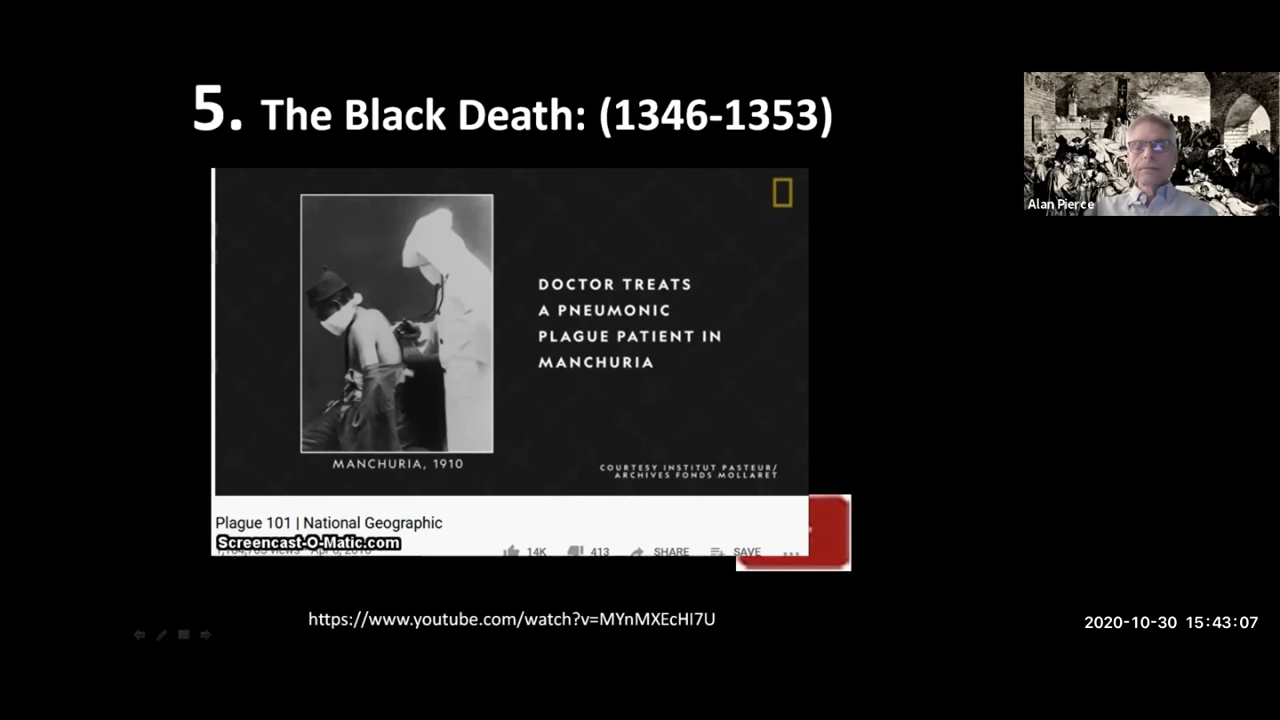 5. The Black Death: (1346-1353)
Alan Pierce
DOCTOR TREATS
A PNEUMONIC
PLAGUE PATIENT IN
MANCHURIA
MANCHURIA, 1910
COURTESY INSTITUT PASTEUR/
ARCHIVES FONDS MOLLARET
Plague 101 | National Geographic
Screencast-O-Matic.com
14K 413 SHARE SAVE
https://www.youtube.com/watch?v=MYnMXEcHI7U
2020-10-30 15:43:07